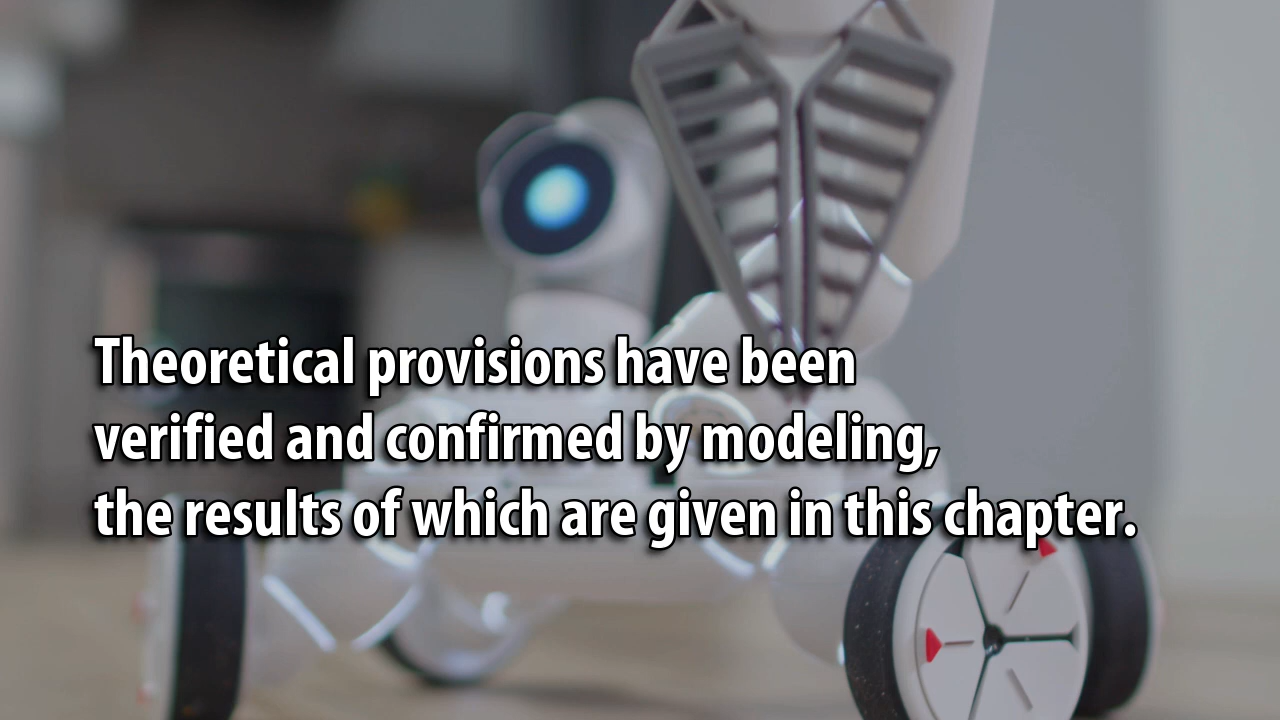 Theoretical provisions have been
verified and confirmed by modeling,
the results of which are given in this chapter.